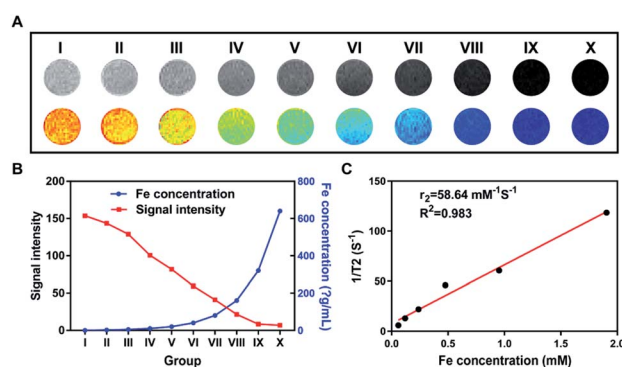 A
I II III IV V VI VII VIII IX X
B
Fe concentration
Signal intensity
200
150
100
50
0
Signal intensity
800
600
400
200
0
Fe concentration (?g/mL)
I II III IV V VI VII VIII IX X
Group
C
r₂=58.64 mM⁻¹S⁻¹
R²=0.983
150
100
50
0
1/T2 (S⁻¹)
0.0 0.5 1.0 1.5 2.0
Fe concentration (mM)